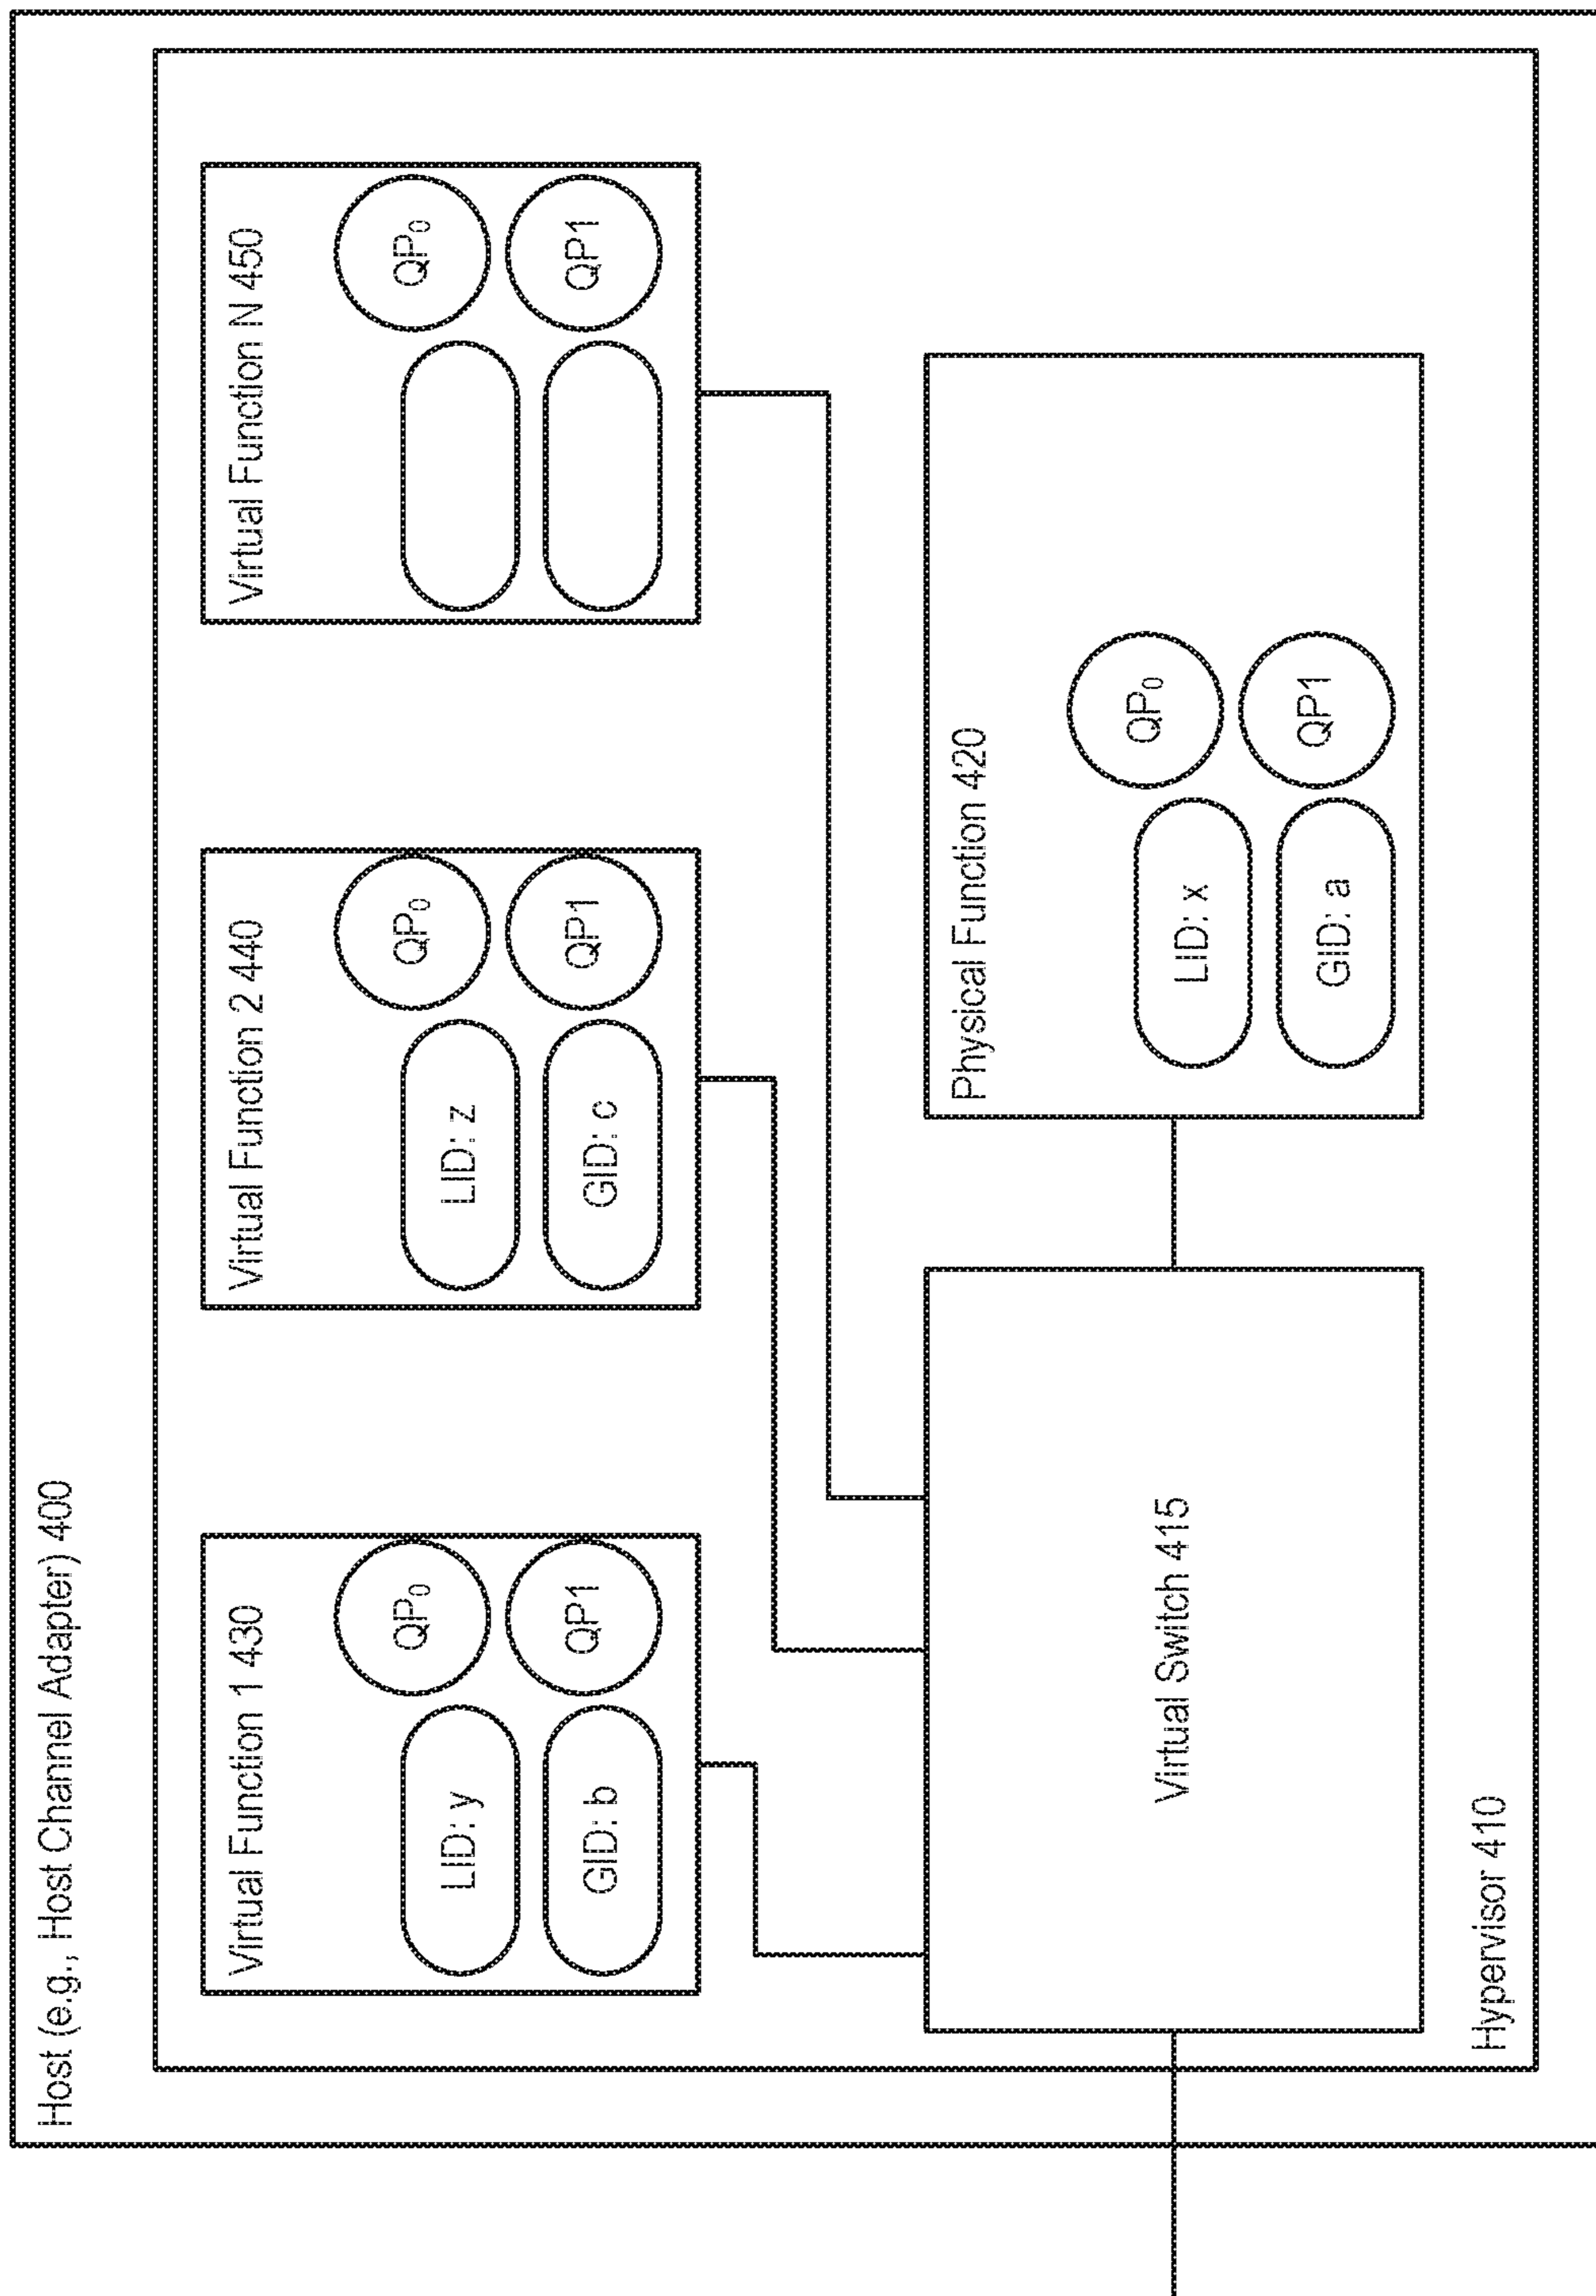 Host (e.g., Host Channel Adapter) 400
Virtual Function 1 430
QP₀
LID: y
QP1
GID: b
Virtual Function 2 440
QP₀
LID: z
QP1
GID: c
Virtual Function N 450
QP₀
QP1
Virtual Switch 415
Physical Function 420
QP₀
LID: x
QP1
GID: a
Hypervisor 410